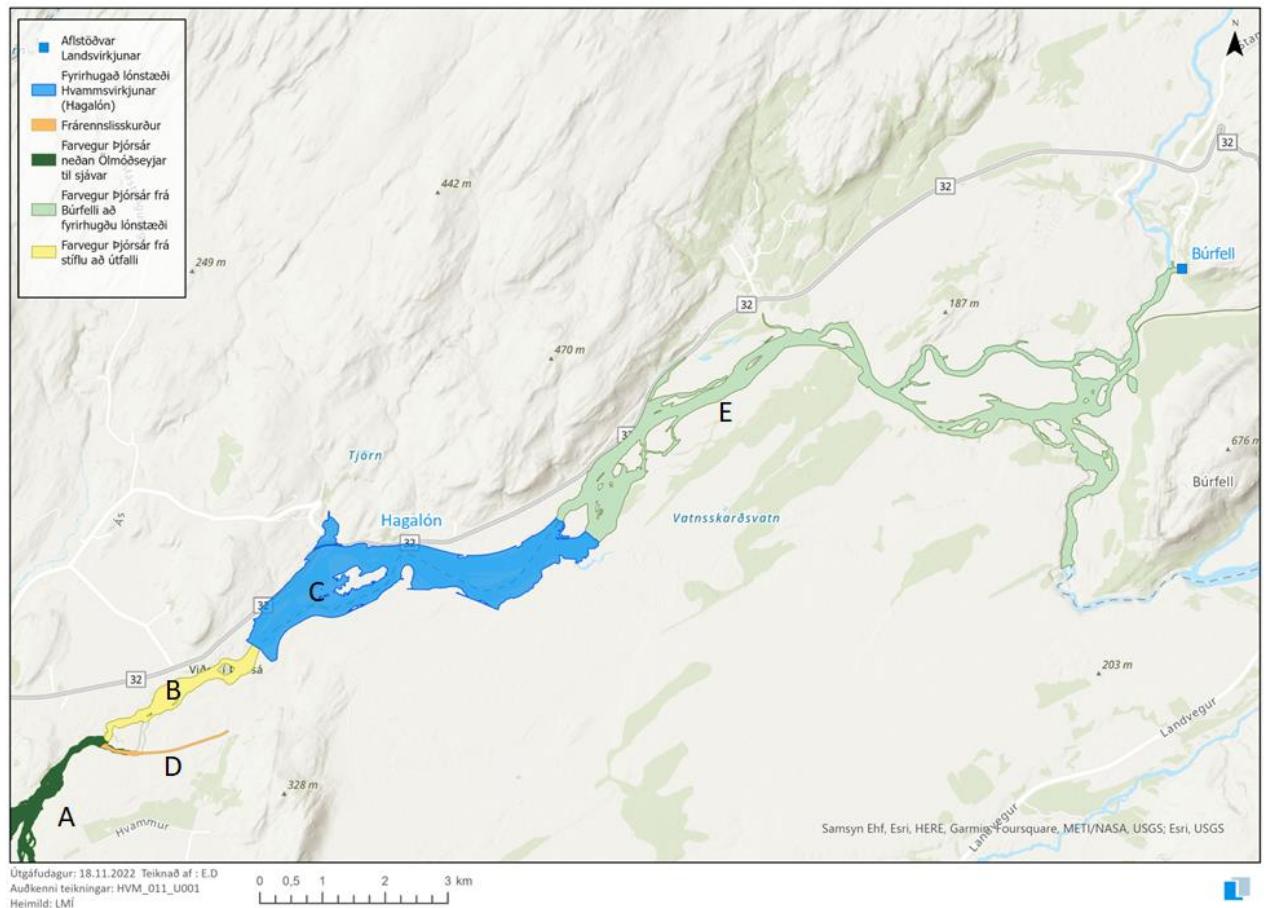 Aflstöðvar
Landsvirkjunar
Fyrirhugað lónstæði
Hvammsvirkjunar
(Hagalón)
Frárennslisskurður
Farvegur Þjórsár
neðan Ölmóðseyjar
til sjávar
Farvegur Þjórsár frá
Búrfelli að
fyrirhugðu lónstæði
Farvegur Þjórsár frá
stíflu að útfalli
N
32
442 m
32
249 m
Búrfell
187 m
32
470 m
E
676 m
Tjörn
Búrfell
Ás
Hagalón
Vatnsskarðsvatn
32
C
203 m
B
32
Landvegur
D
328 m
A
Hvammur
Landvegur
Samsyn Ehf, Esri, HERE, Garmin, Foursquare, METI/NASA, USGS; Esri, USGS
Útgáfudagur: 18.11.2022 Teiknað af : E.D
Auðkenni teikningar: HVM_011_U001
Heimild: LMÍ
0 0,5 1 2 3 km